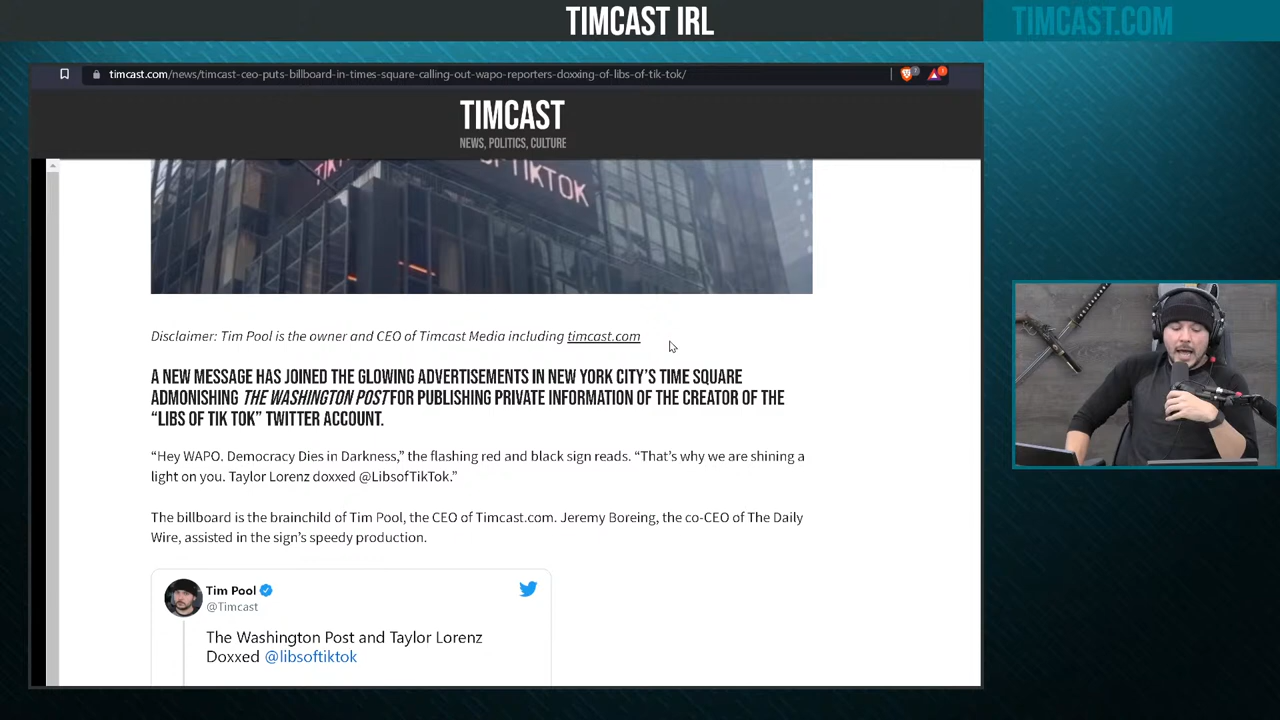 TIMCAST IRL
TIMCAST.COM
timcast.com/news/timcast-ceo-puts-billboard-in-times-square-calling-out-wapo-reporters-doxxing-of-libs-of-tik-tok/
TIMCAST
NEWS, POLITICS, CULTURE
TIK
OF TIKTOK
Disclaimer: Tim Pool is the owner and CEO of Timcast Media including timcast.com
A NEW MESSAGE HAS JOINED THE GLOWING ADVERTISEMENTS IN NEW YORK CITY'S TIME SQUARE
ADMONISHING THE WASHINGTON POST FOR PUBLISHING PRIVATE INFORMATION OF THE CREATOR OF THE
“LIBS OF TIK TOK” TWITTER ACCOUNT.
“Hey WAPO. Democracy Dies in Darkness,” the flashing red and black sign reads. “That's why we are shining a
light on you. Taylor Lorenz doxxed @LibsofTikTok.”
The billboard is the brainchild of Tim Pool, the CEO of Timcast.com. Jeremy Boreing, the co-CEO of The Daily
Wire, assisted in the sign's speedy production.
Tim Pool
@Timcast
The Washington Post and Taylor Lorenz
Doxxed @libsoftiktok